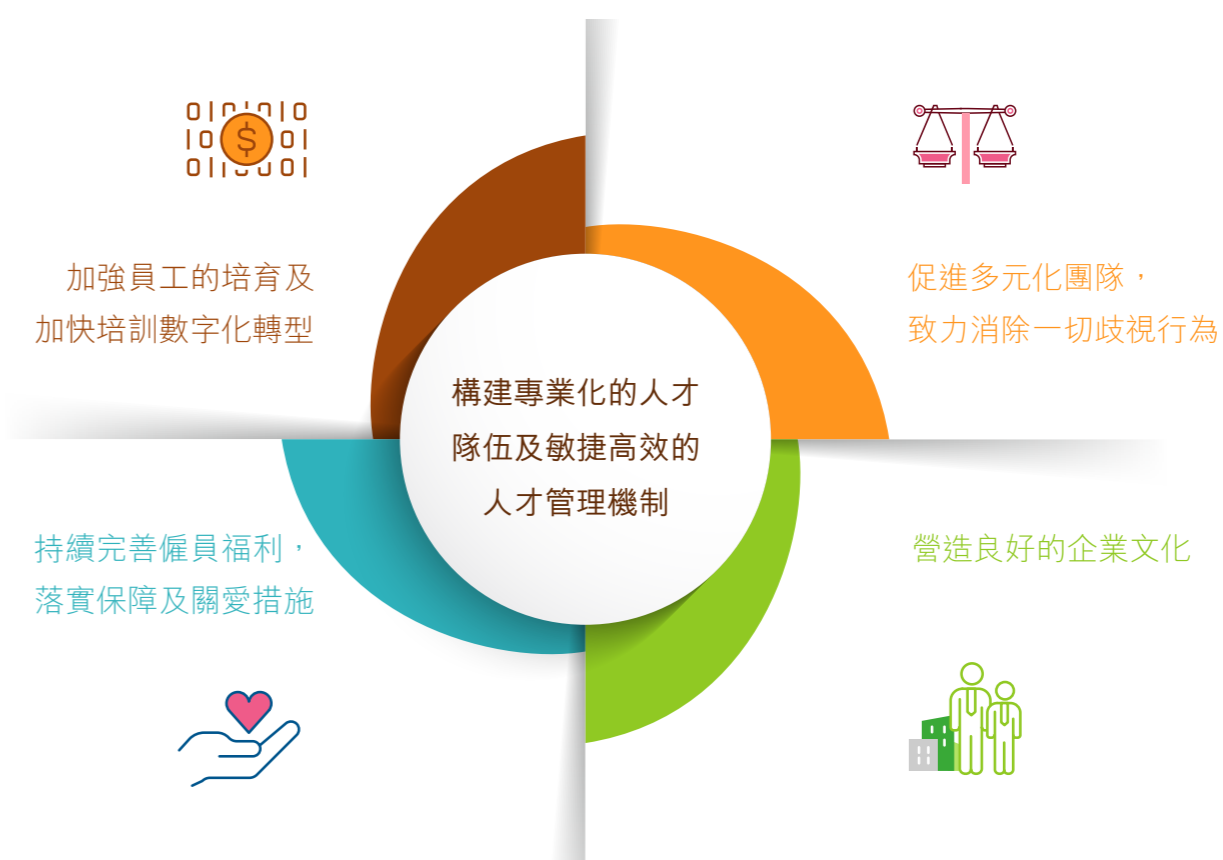 加強員工的培育及
加快培訓數字化轉型
促進多元化團隊，
致力消除一切歧視行為
構建專業化的人才
隊伍及敏捷高效的
人才管理機制
持續完善僱員福利，
落實保障及關愛措施
營造良好的企業文化